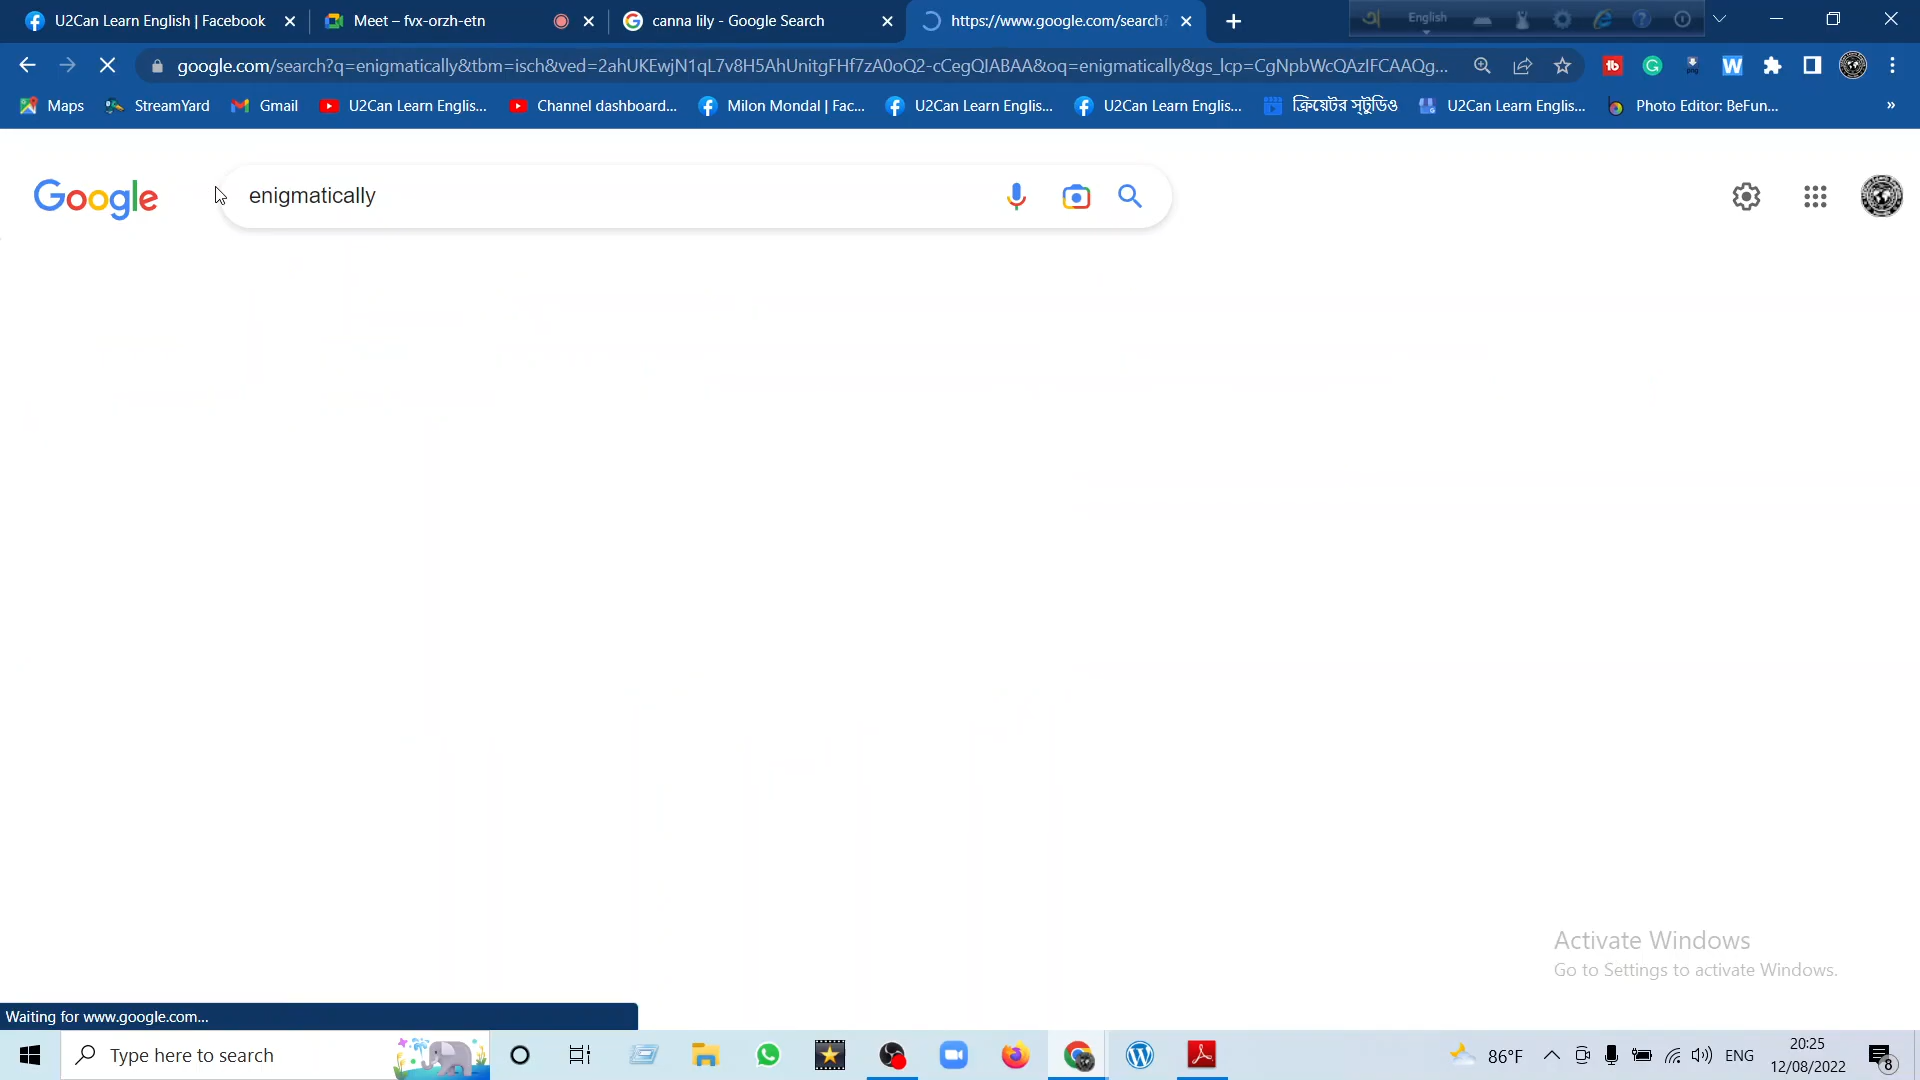 U2Can Learn English | Facebook
Meet – fvx-orzh-etn
canna lily - Google Search
https://www.google.com/search?
English
google.com/search?q=enigmatically&tbm=isch&ved=2ahUKEwjN1qL7v8H5AhUnitgFHf7zA0oQ2-cCegQIABAA&oq=enigmatically&gs_lcp=CgNpbWcQAzIFCAAQg...
Maps
StreamYard
Gmail
U2Can Learn Englis...
Channel dashboard...
Milon Mondal | Fac...
U2Can Learn Englis...
U2Can Learn Englis...
ক্রিয়েটর স্টুডিও
U2Can Learn Englis...
Photo Editor: BeFun...
»
Google
enigmatically
Activate Windows
Go to Settings to activate Windows.
Waiting for www.google.com...
Type here to search
86°F
ENG
20:25
12/08/2022
8